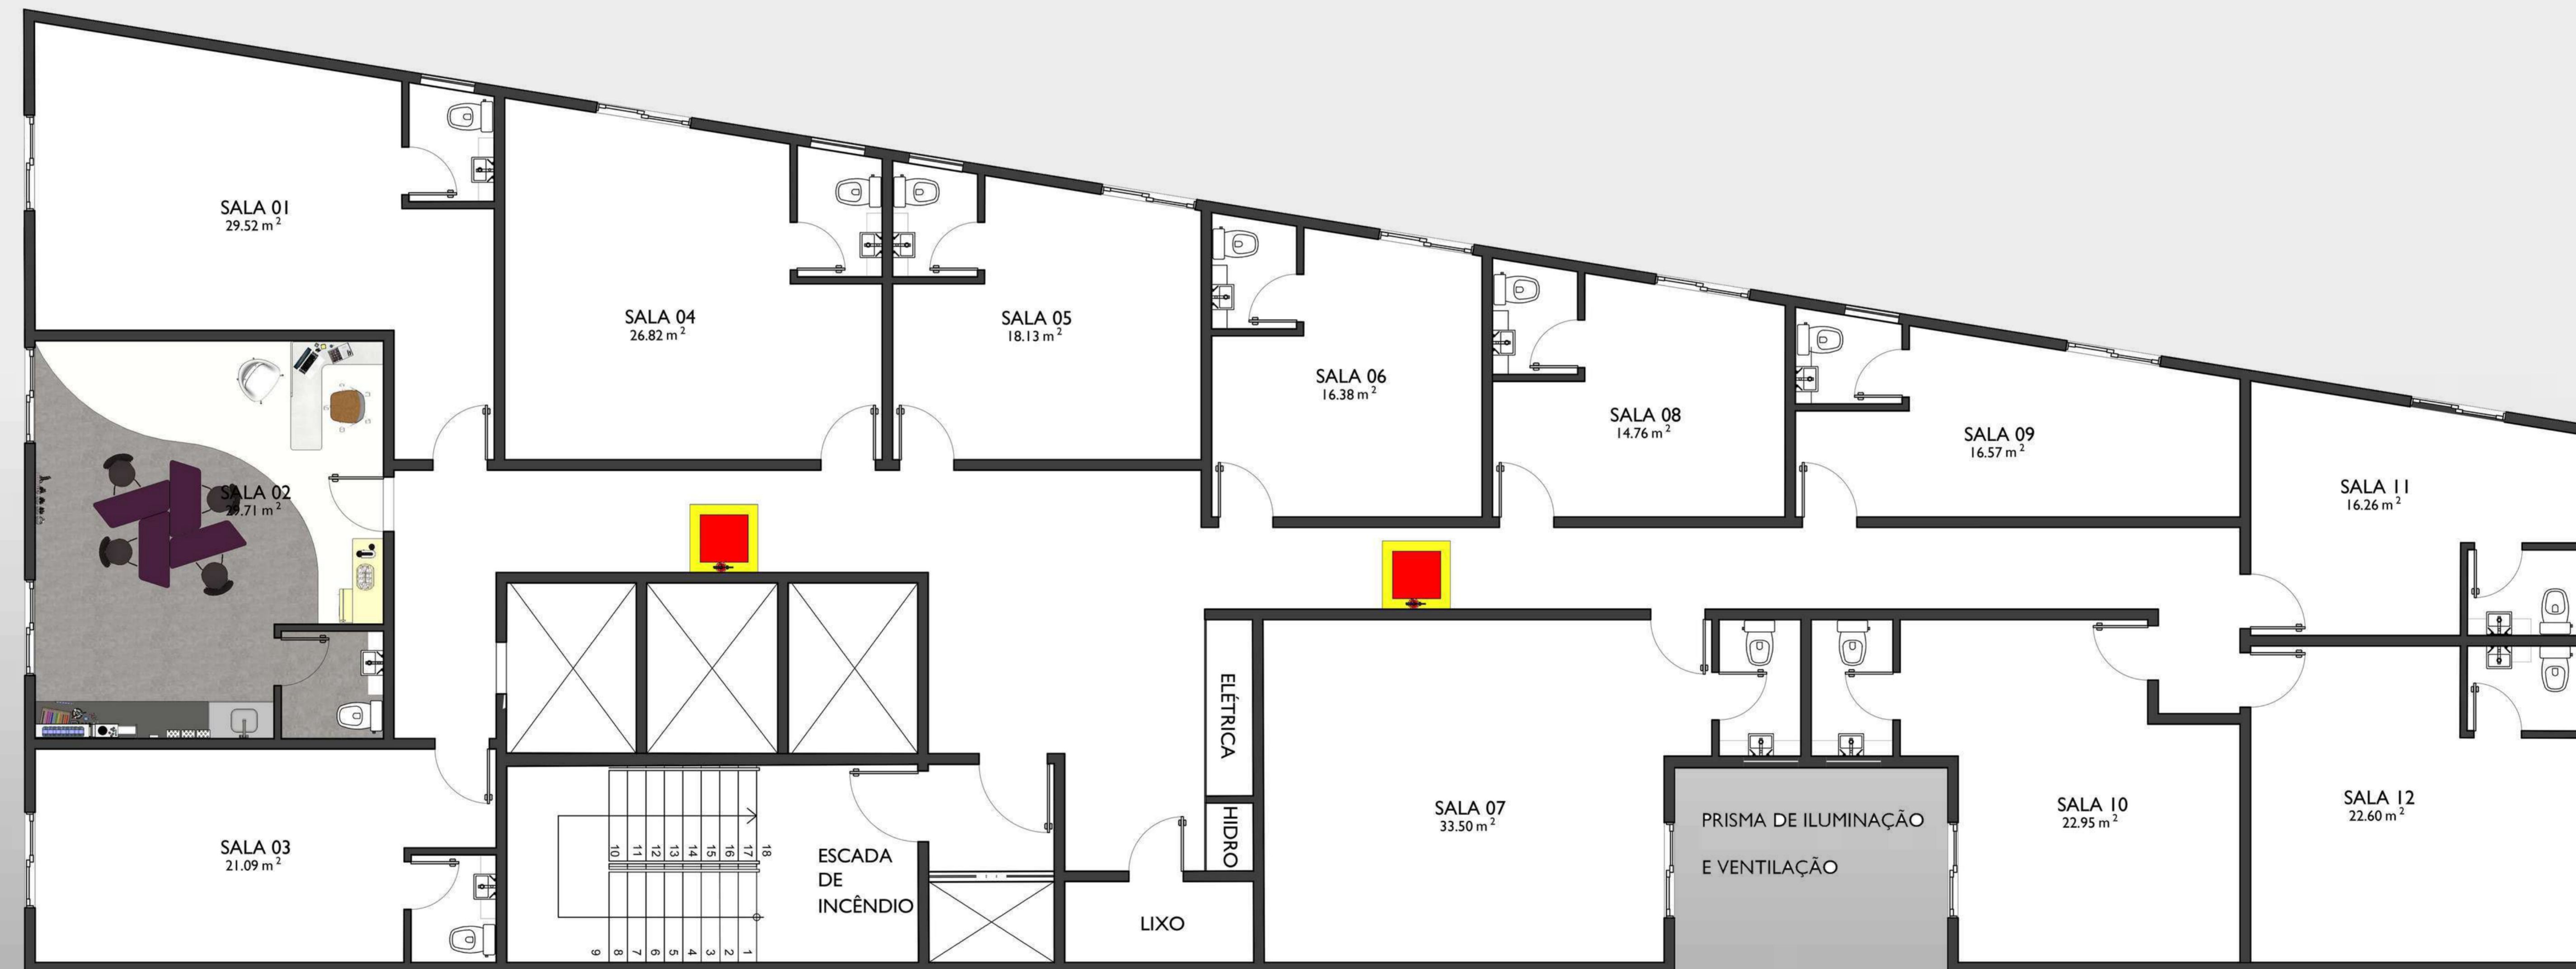 SALA 01
29.52 m²
SALA 04
26.82 m²
SALA 05
18.13 m²
SALA 06
16.38 m²
SALA 08
14.76 m²
SALA 09
16.57 m²
SALA 11
16.26 m²
SALA 02
29.71 m²
SALA 03
21.09 m²
10 11 12 13 14 15 16 17 18
9 8 7 6 5 4 3 2 1
ESCADA
DE
INCÊNDIO
LIXO
ELÉTRICA
HIDRO
SALA 07
33.50 m²
PRISMA DE ILUMINAÇÃO
E VENTILAÇÃO
SALA 10
22.95 m²
SALA 12
22.60 m²